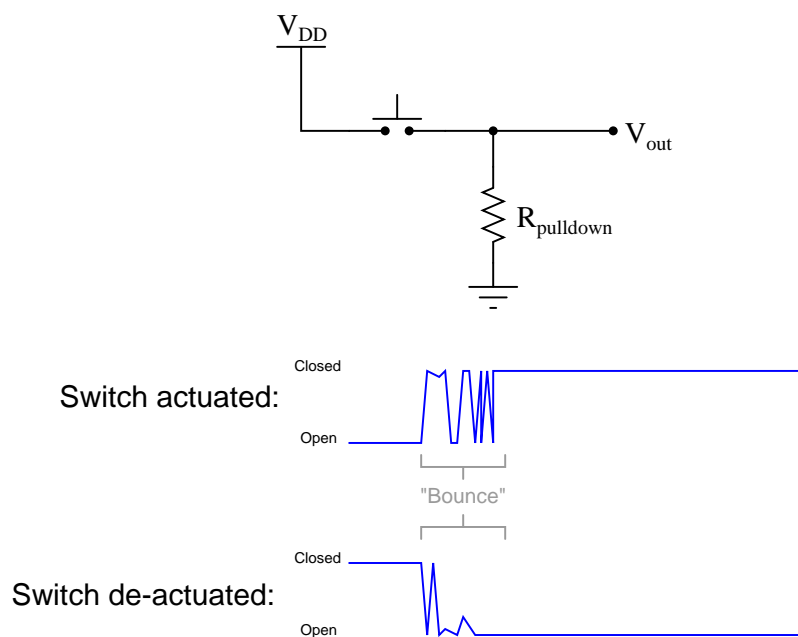 VDD
Vout
Rpulldown
Closed
Switch actuated:
Open
"Bounce"
Closed
Switch de-actuated:
Open